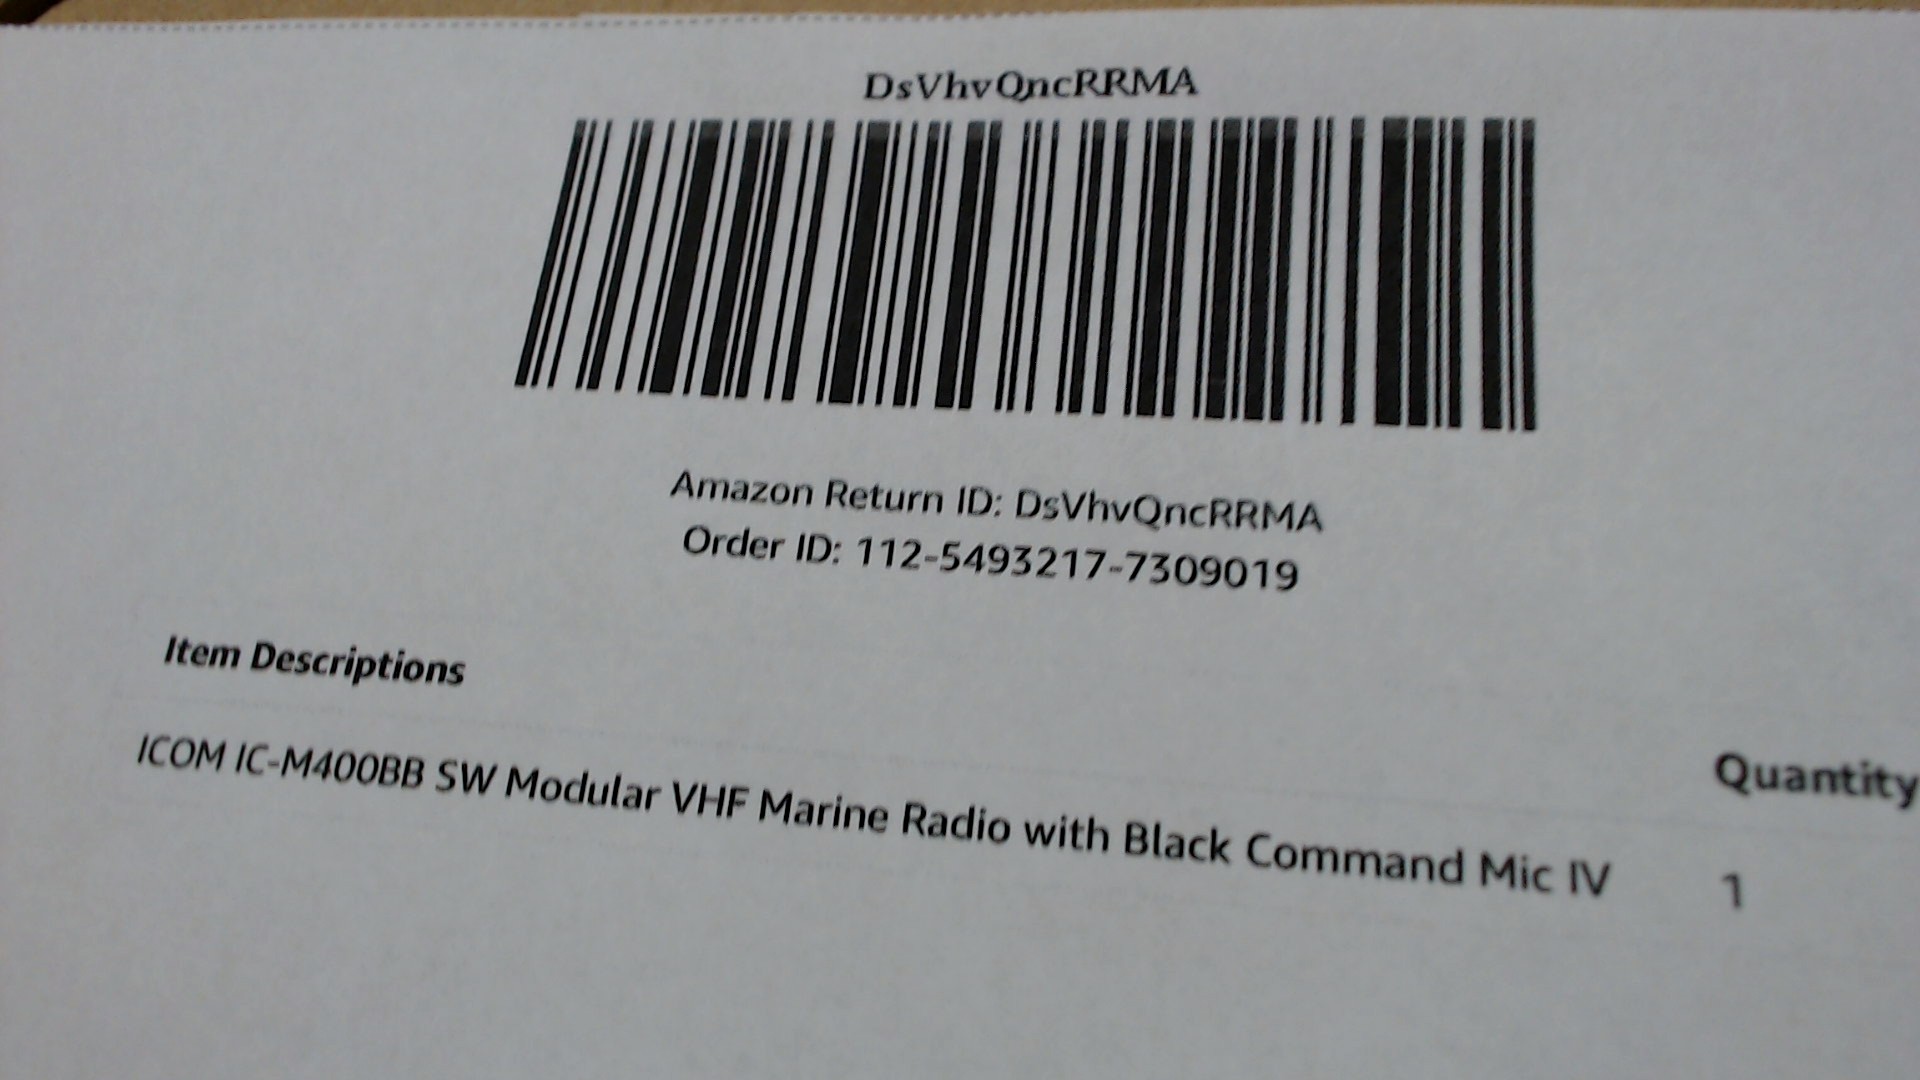 DsVhvQncRRMA
Amazon Return ID: DsVhvQncRRMA
Order ID: 112-5493217-7309019
Item Descriptions
Quantity
ICOM IC-M400BB SW Modular VHF Marine Radio with Black Command Mic IV
1